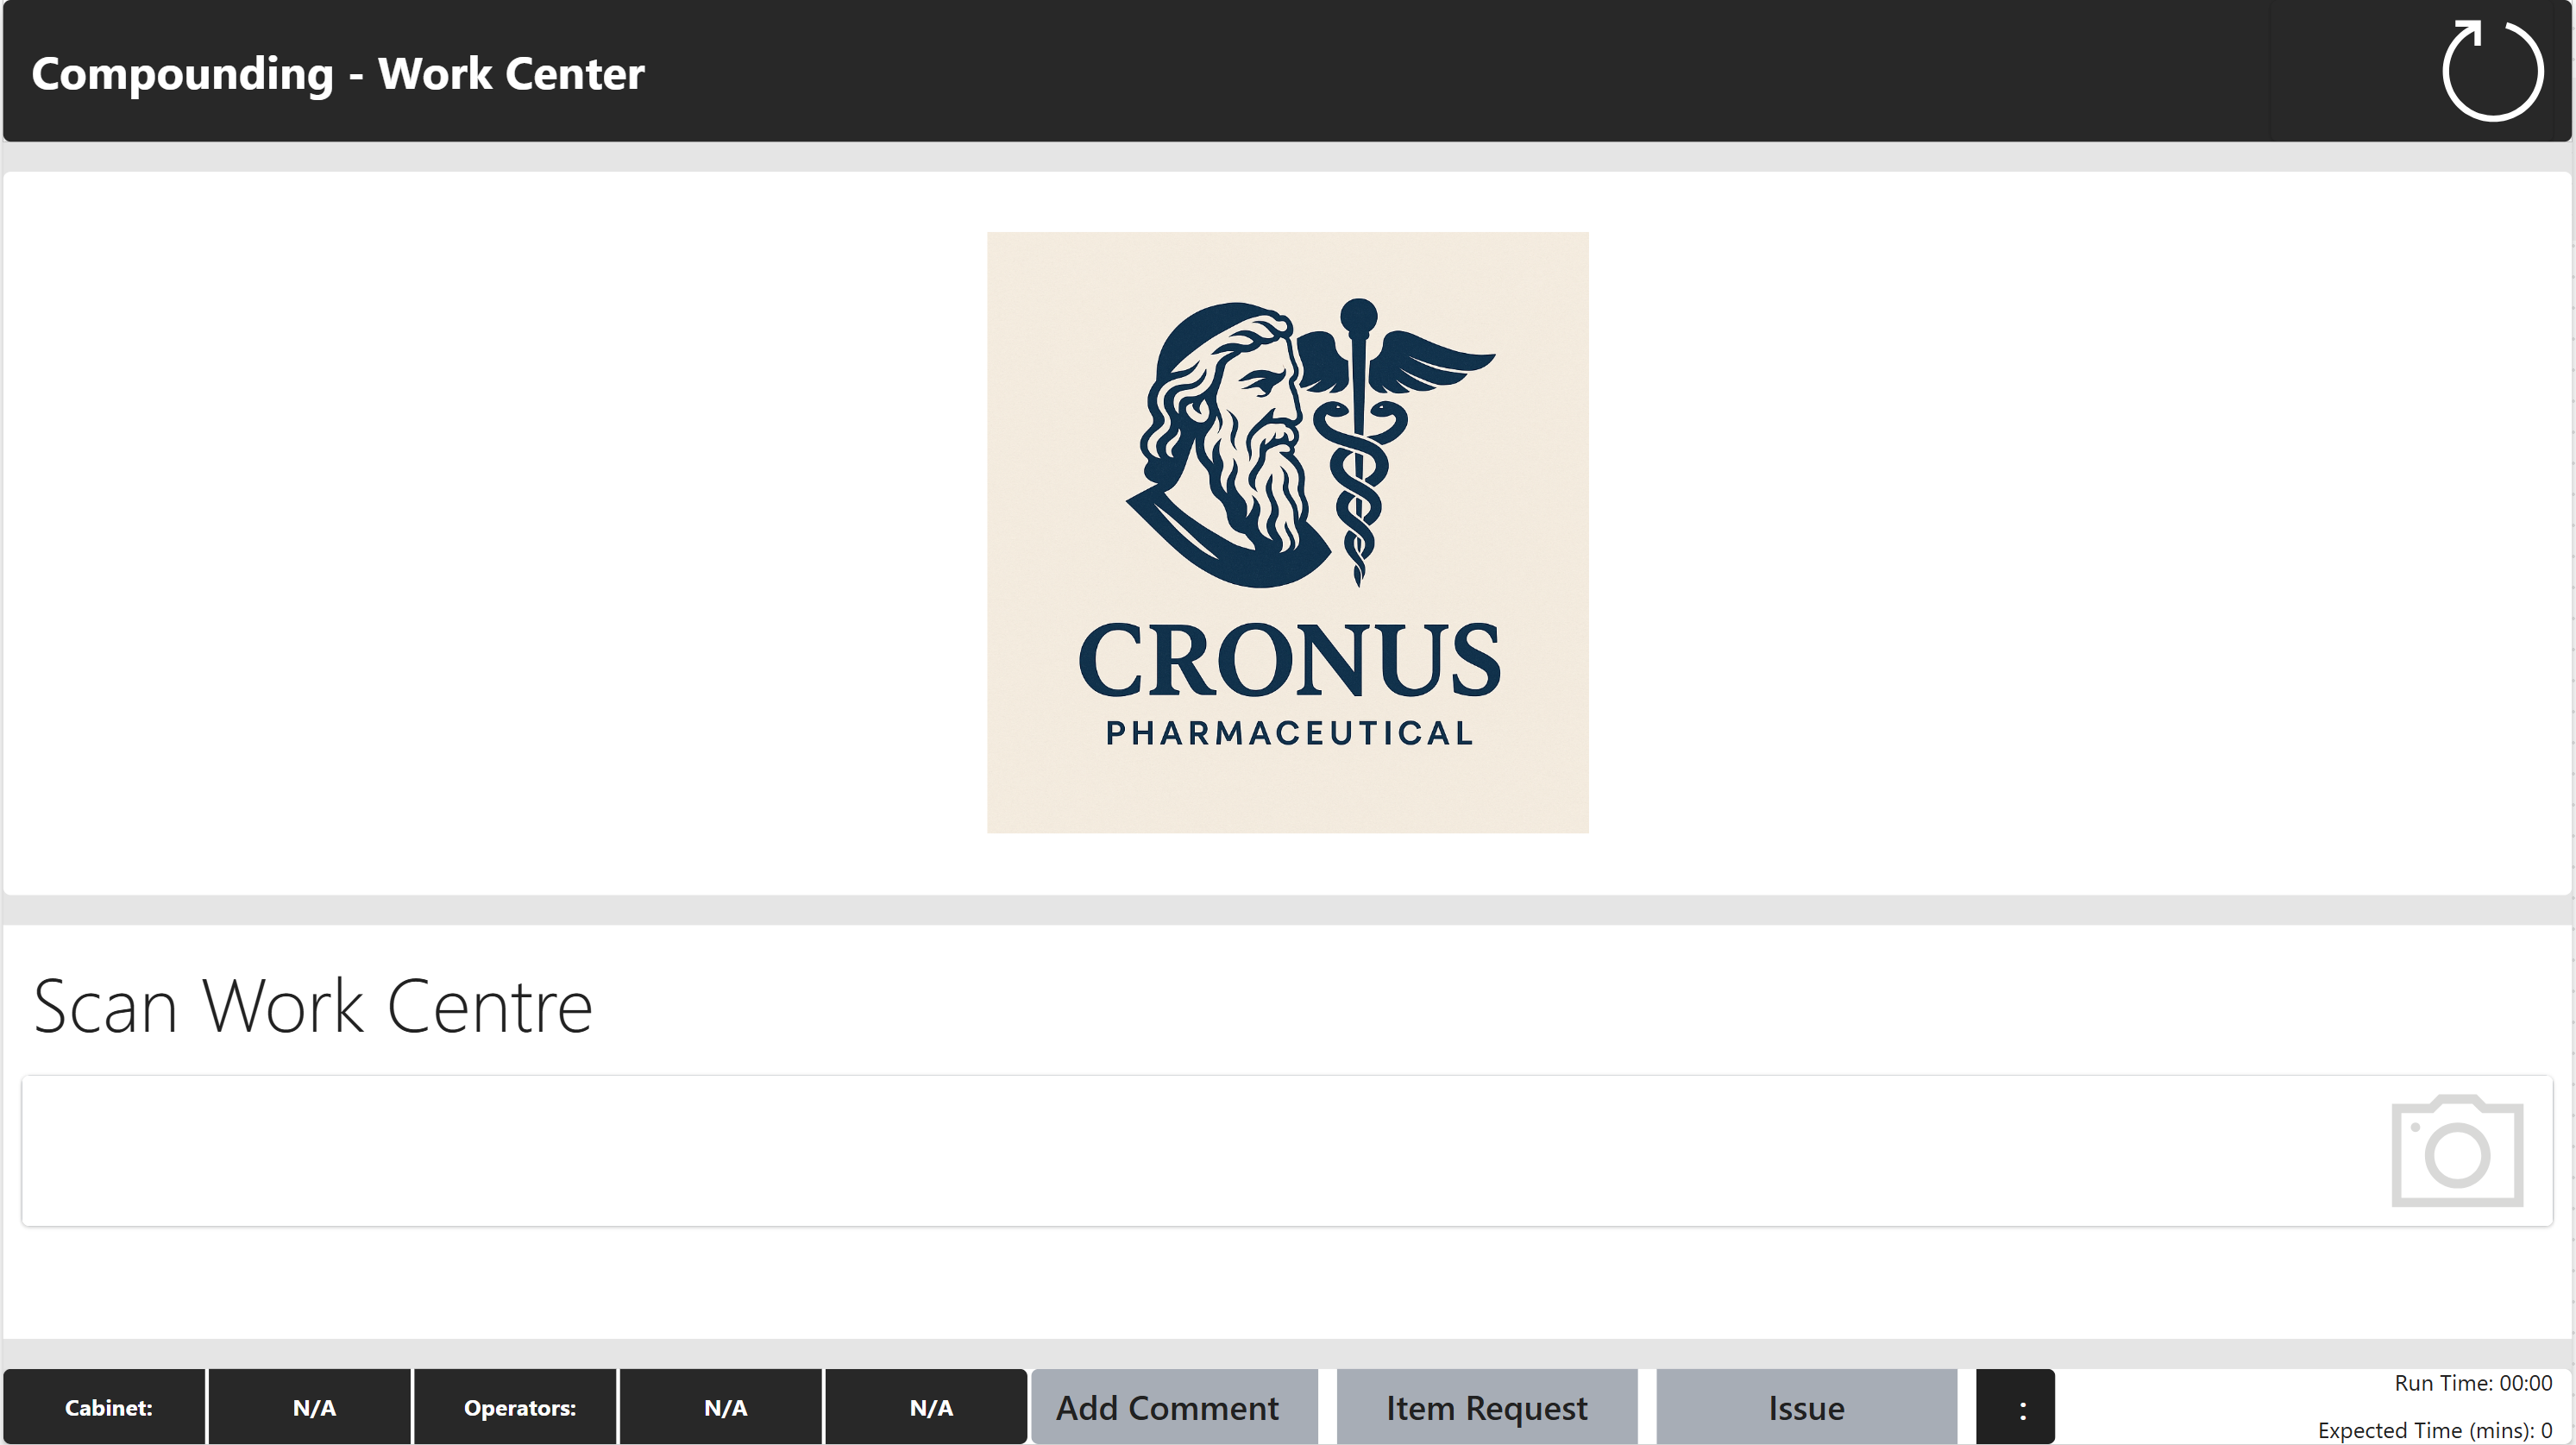 Compounding - Work Center
CRONUS
PHARMACEUTICAL
Scan Work Centre
Cabinet: N/A Operators: N/A N/A Add Comment Item Request Issue :
Run Time: 00:00
Expected Time (mins): 0